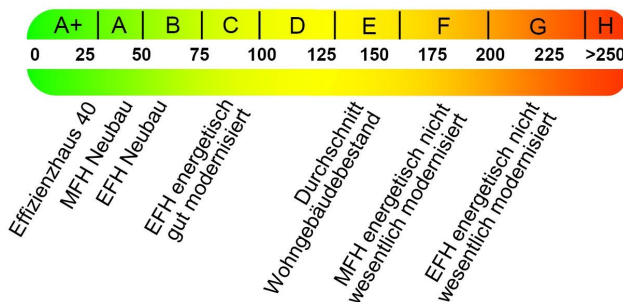 A+ A B C D E F G H
0 25 50 75 100 125 150 175 200 225 >250
Effizienzhaus 40
MFH Neubau
EFH Neubau
EFH energetisch
gut modernisiert
Durchschnitt
Wohngebäudebestand
MFH energetisch nicht
wesentlich modernisiert
EFH energetisch nicht
wesentlich modernisiert